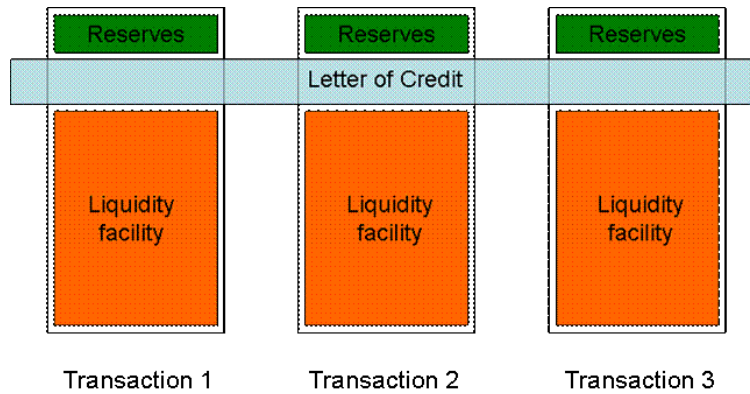 Reserves Reserves Reserves
Letter of Credit
Liquidity facility
Liquidity facility
Liquidity facility
Transaction 1 Transaction 2 Transaction 3